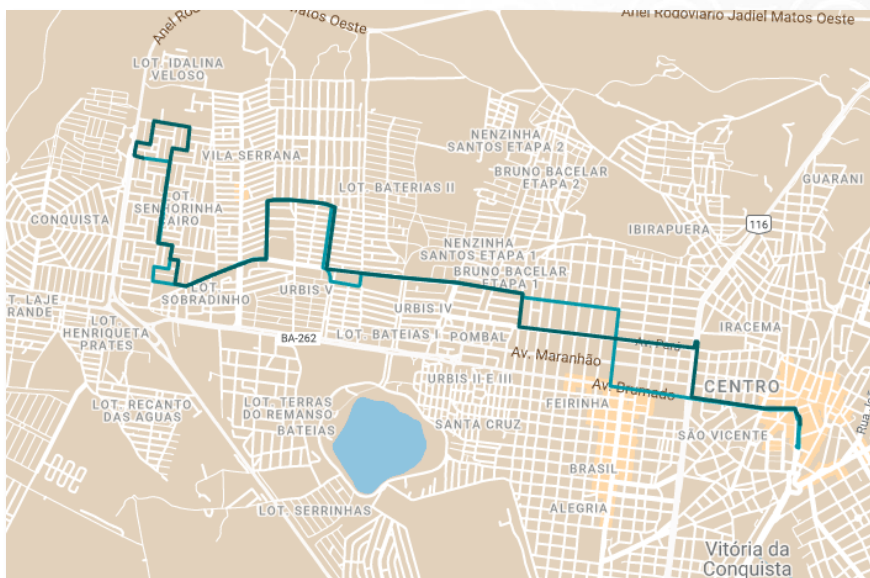 Anel Rodoviário Jadiel Matos Oeste
Matos Oeste
LOT. IDALINA
VELOSO
NENZINHA
SANTOS ETAPA 2
VILA SERRANA
BRUNO BACELAR
ETAPA 2
GUARANI
LOT. BATERIAS II
LOT.
SENHORINHA
CAIRO
CONQUISTA
116
IBIRAPUERA
NENZINHA
SANTOS ETAPA 1
BRUNO BACELAR
ETAPA 1
LOT.
SOBRADINHO
URBIS V
URBIS IV
LOT.
HENRIQUETA
PRATES
BA-262
LOT. BATEIAS I
POMBAL
Av. Pará
IRACEMA
Av. Maranhão
URBIS II E III
Av. Brumado
CENTRO
LOT. RECANTO
DAS AGUAS
LOT. TERRAS
DO REMANSO
BATEIAS
FEIRINHA
SANTA CRUZ
SÃO VICENTE
BRASIL
LOT. SERRINHAS
ALEGRIA
Vitória da
Conquista